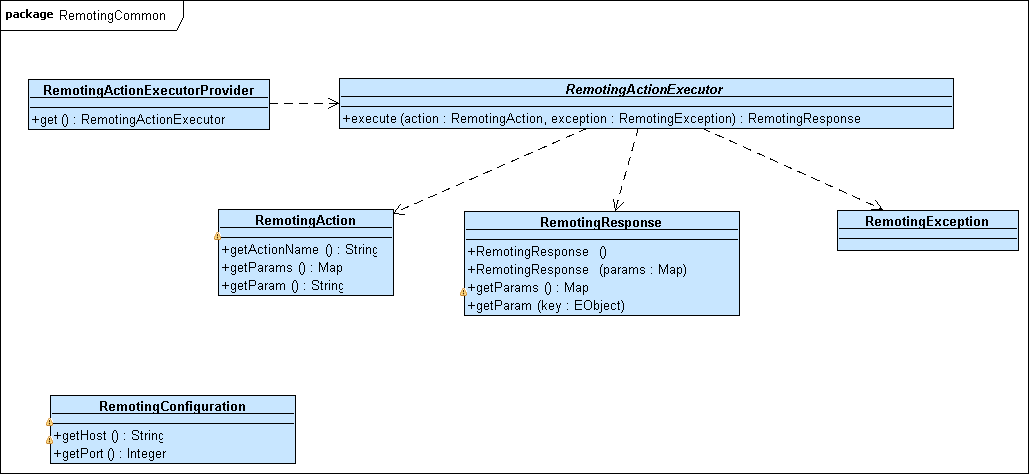 package RemotingCommon
RemotingActionExecutorProvider
+get () : RemotingActionExecutor
RemotingActionExecutor
+execute (action : RemotingAction, exception : RemotingException) : RemotingResponse
RemotingAction
+getActionName () : String
+getParams () : Map
+getParam () : String
RemotingResponse
+RemotingResponse ()
+RemotingResponse (params : Map)
+getParams () : Map
+getParam (key : EObject)
RemotingException
RemotingConfiguration
+getHost () : String
+getPort () : Integer